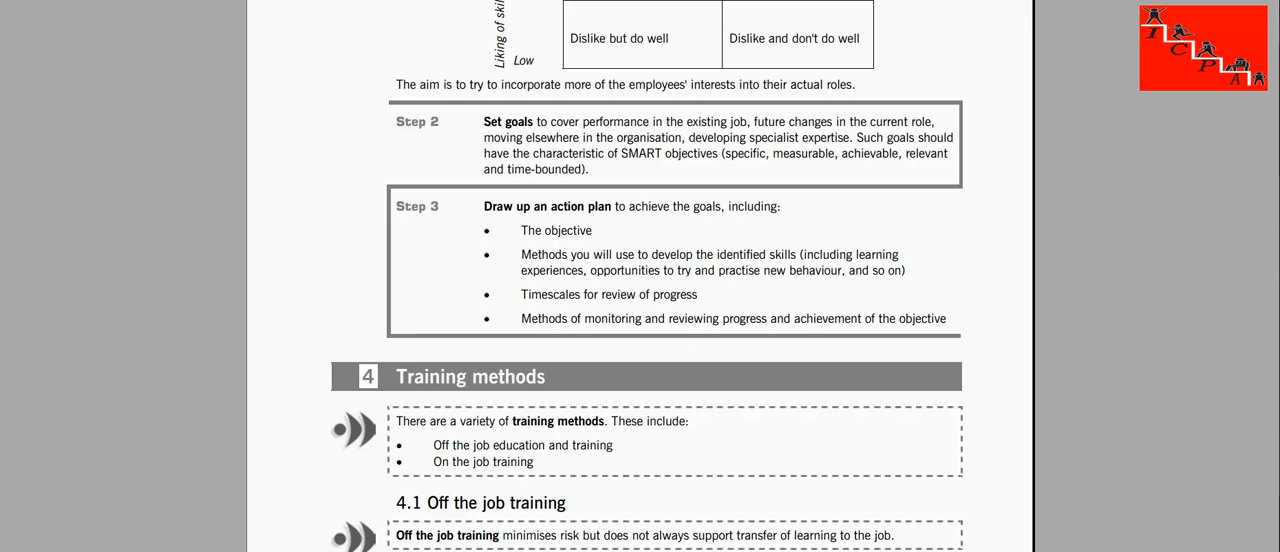 Liking of skil
Dislike but do well
Dislike and don't do well
Low
The aim is to try to incorporate more of the employees' interests into their actual roles.
Step 2
Set goals to cover performance in the existing job, future changes in the current role,
moving elsewhere in the organisation, developing specialist expertise. Such goals should
have the characteristic of SMART objectives (specific, measurable, achievable, relevant
and time-bounded).
Step 3
Draw up an action plan to achieve the goals, including:
• The objective
• Methods you will use to develop the identified skills (including learning
experiences, opportunities to try and practise new behaviour, and so on)
• Timescales for review of progress
• Methods of monitoring and reviewing progress and achievement of the objective
4 Training methods
There are a variety of training methods. These include:
• Off the job education and training
• On the job training
4.1 Off the job training
Off the job training minimises risk but does not always support transfer of learning to the job.
I C P A